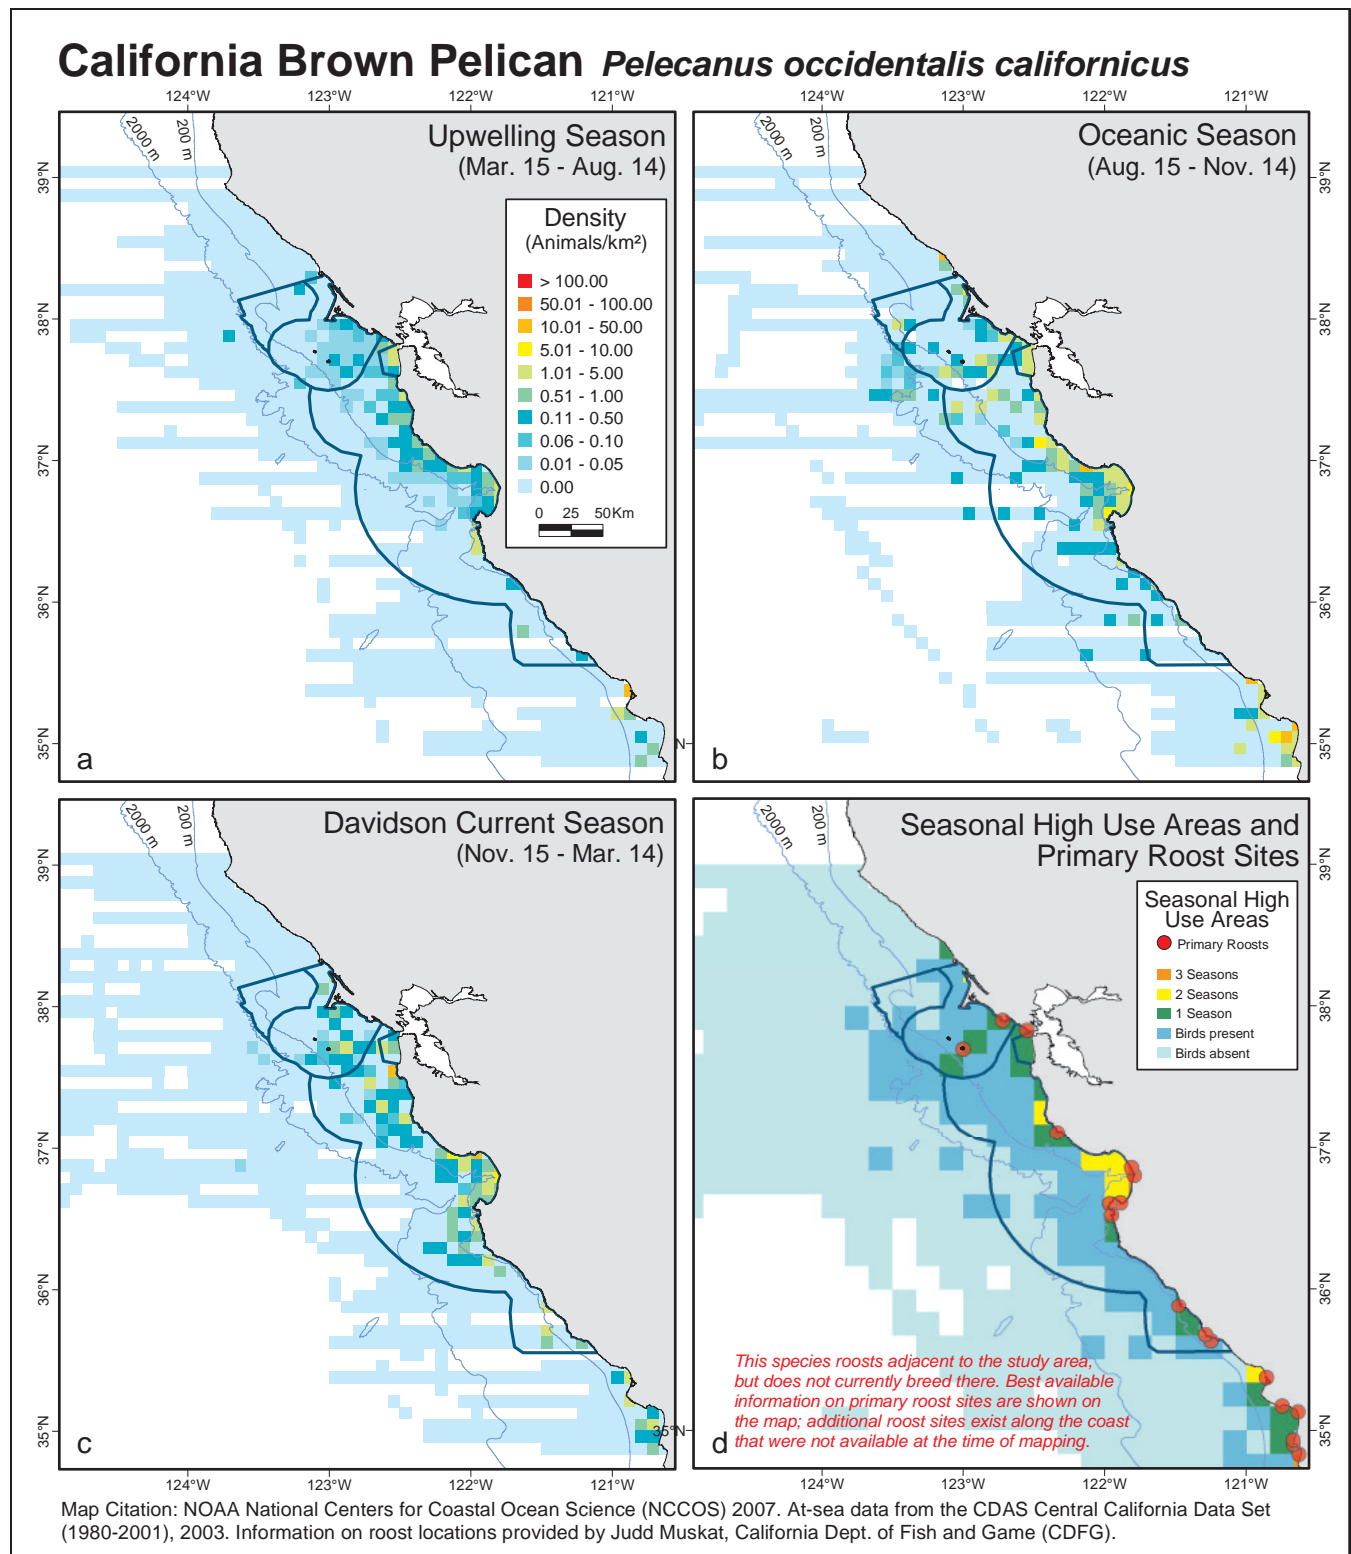 California Brown Pelican Pelecanus occidentalis californicus
124°W 123°W 122°W 121°W 124°W 123°W 122°W 121°W
2000 m
200 m
Upwelling Season
(Mar. 15 - Aug. 14)
39°N
38°N
37°N
36°N
35°N
Density
(Animals/km²)
> 100.00
50.01 - 100.00
10.01 - 50.00
5.01 - 10.00
1.01 - 5.00
0.51 - 1.00
0.11 - 0.50
0.06 - 0.10
0.01 - 0.05
0.00
0 25 50 Km
a
2000 m
200 m
Oceanic Season
(Aug. 15 - Nov. 14)
39°N
38°N
37°N
36°N
35°N
N
b
2000 m
200 m
Davidson Current Season
(Nov. 15 - Mar. 14)
39°N
38°N
37°N
36°N
35°N
35°N
c
2000 m
200 m
Seasonal High Use Areas and
Primary Roost Sites
Seasonal High
Use Areas
Primary Roosts
3 Seasons
2 Seasons
1 Season
Birds present
Birds absent
39°N
38°N
37°N
36°N
35°N
This species roosts adjacent to the study area,
but does not currently breed there. Best available
information on primary roost sites are shown on
the map; additional roost sites exist along the coast
that were not available at the time of mapping.
d
124°W 123°W 122°W 121°W 124°W 123°W 122°W 121°W
Map Citation: NOAA National Centers for Coastal Ocean Science (NCCOS) 2007. At-sea data from the CDAS Central California Data Set
(1980-2001), 2003. Information on roost locations provided by Judd Muskat, California Dept. of Fish and Game (CDFG).